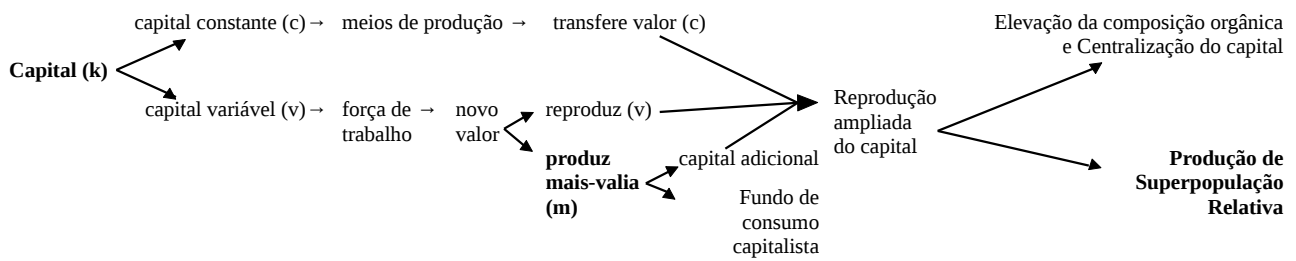 capital constante (c)→ meios de produção → transfere valor (c)
Elevação da composição orgânica
e Centralização do capital
Capital (k)
capital variável (v)→ força de → novo
trabalho valor
reproduz (v)
produz
mais-valia
(m)
capital adicional
Fundo de
consumo
capitalista
Reprodução
ampliada
do capital
Produção de
Superpopulação
Relativa